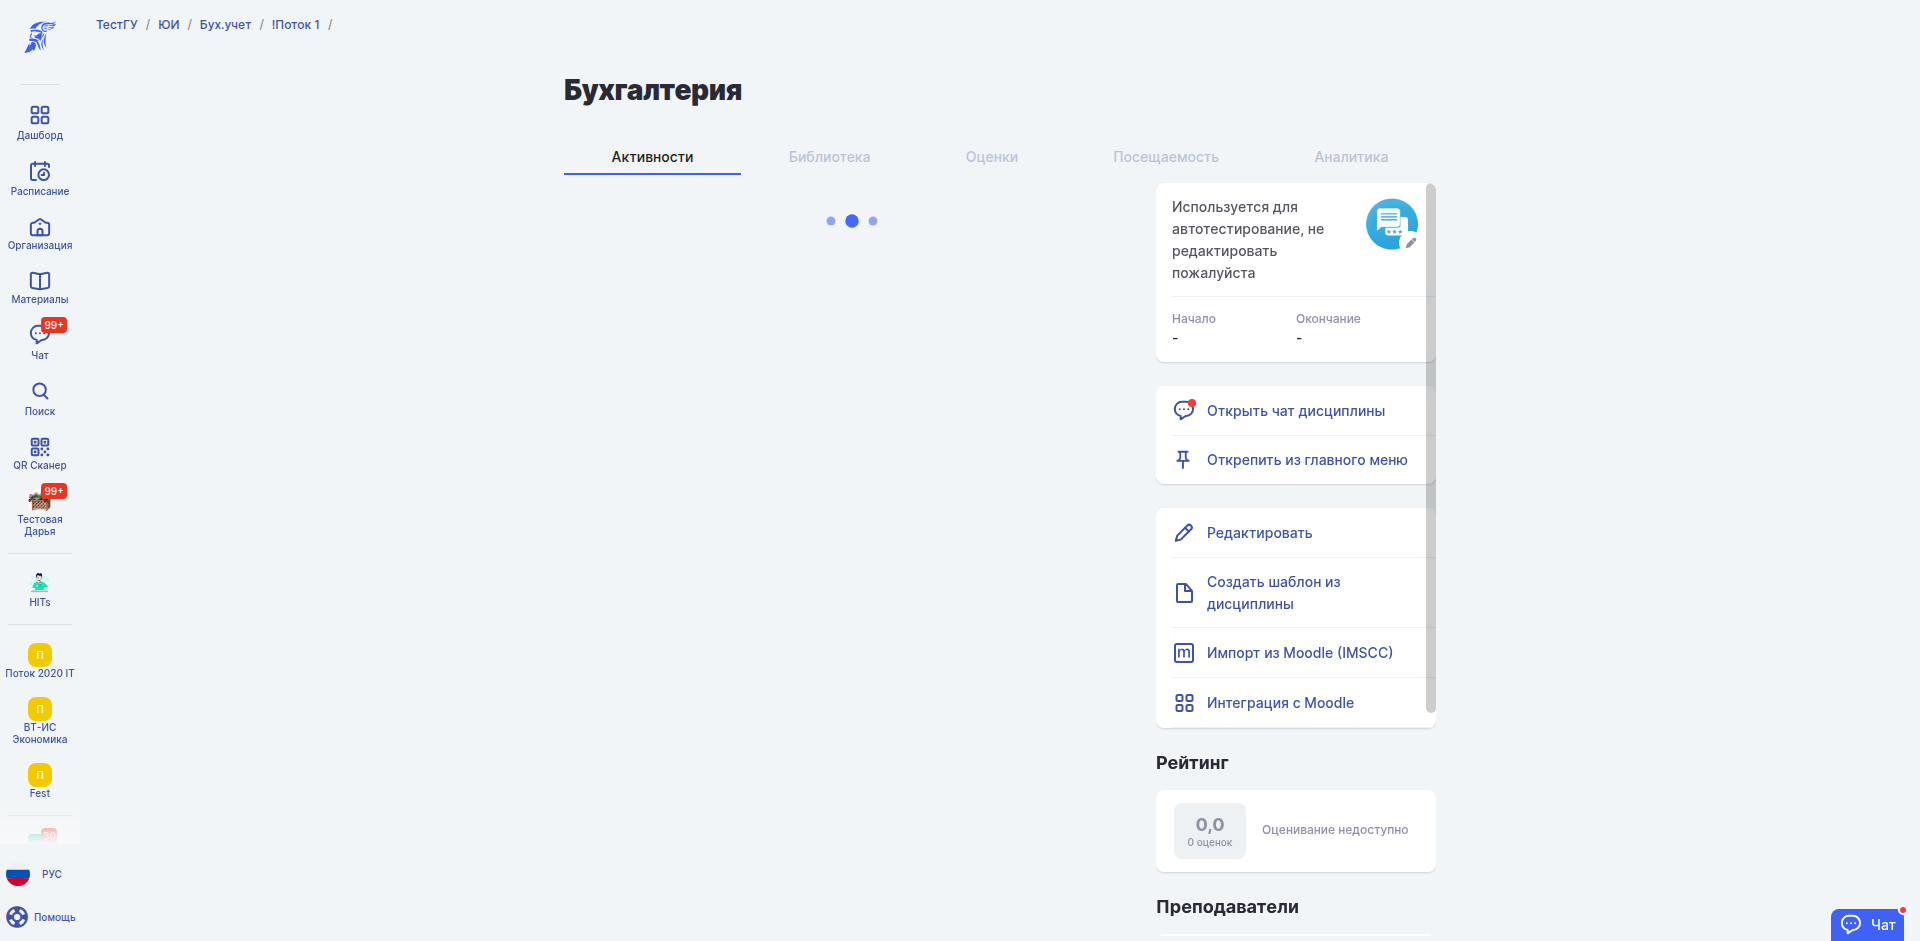 ТестГУ / ЮИ / Бух.учет / !Поток 1 /
Дашборд
Расписание
Организация
Материалы
99+
Чат
Поиск
QR Сканер
99+
Тестовая
Дарья
HITs
П
Поток 2020 IT
П
ВТ-ИС
Экономика
П
Fest
30
РУС
Помощь
Бухгалтерия
Активности
Библиотека
Оценки
Посещаемость
Аналитика
Используется для
автотестирование, не
редактировать
пожалуйста
Начало
Окончание
-
-
Открыть чат дисциплины
Открепить из главного меню
Редактировать
Создать шаблон из
дисциплины
Импорт из Moodle (IMSCC)
Интеграция с Moodle
Рейтинг
0,0
0 оценок
Оценивание недоступно
Преподаватели
Чат